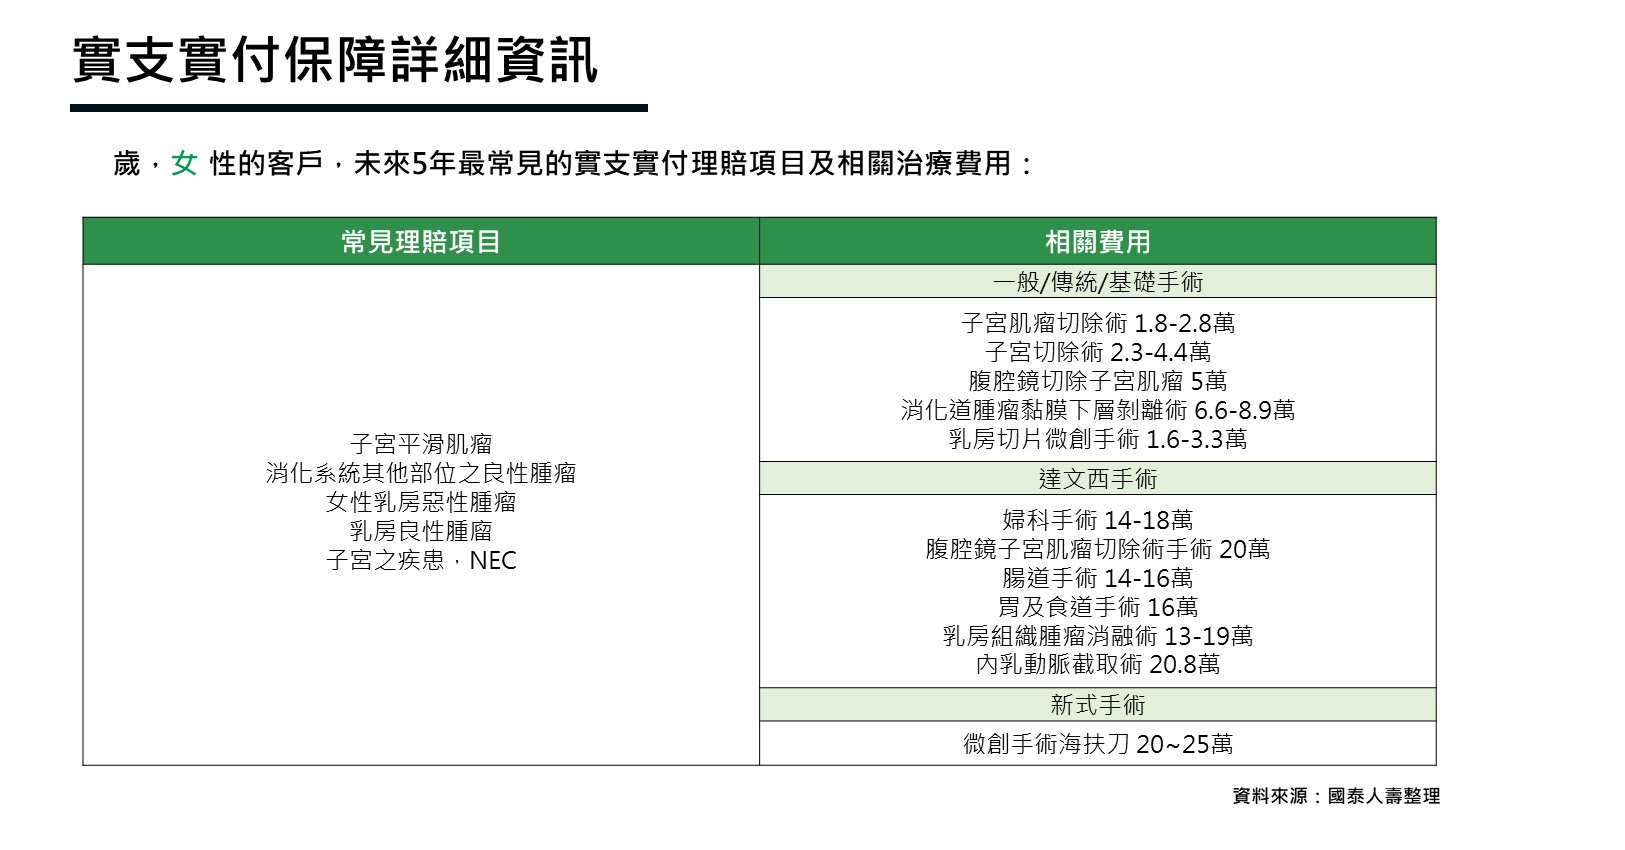 實支實付保障詳細資訊
歲，女 性的客戶，未來5年最常見的實支實付理賠項目及相關治療費用：
常見理賠項目
相關費用
子宮平滑肌瘤
消化系統其他部位之良性腫瘤
女性乳房惡性腫瘤
乳房良性腫瘤
子宮之疾患，NEC
一般/傳統/基礎手術
子宮肌瘤切除術 1.8-2.8萬
子宮切除術 2.3-4.4萬
腹腔鏡切除子宮肌瘤 5萬
消化道腫瘤黏膜下層剝離術 6.6-8.9萬
乳房切片微創手術 1.6-3.3萬
達文西手術
婦科手術 14-18萬
腹腔鏡子宮肌瘤切除術手術 20萬
腸道手術 14-16萬
胃及食道手術 16萬
乳房組織腫瘤消融術 13-19萬
內乳動脈截取術 20.8萬
新式手術
微創手術海扶刀 20~25萬
資料來源：國泰人壽整理